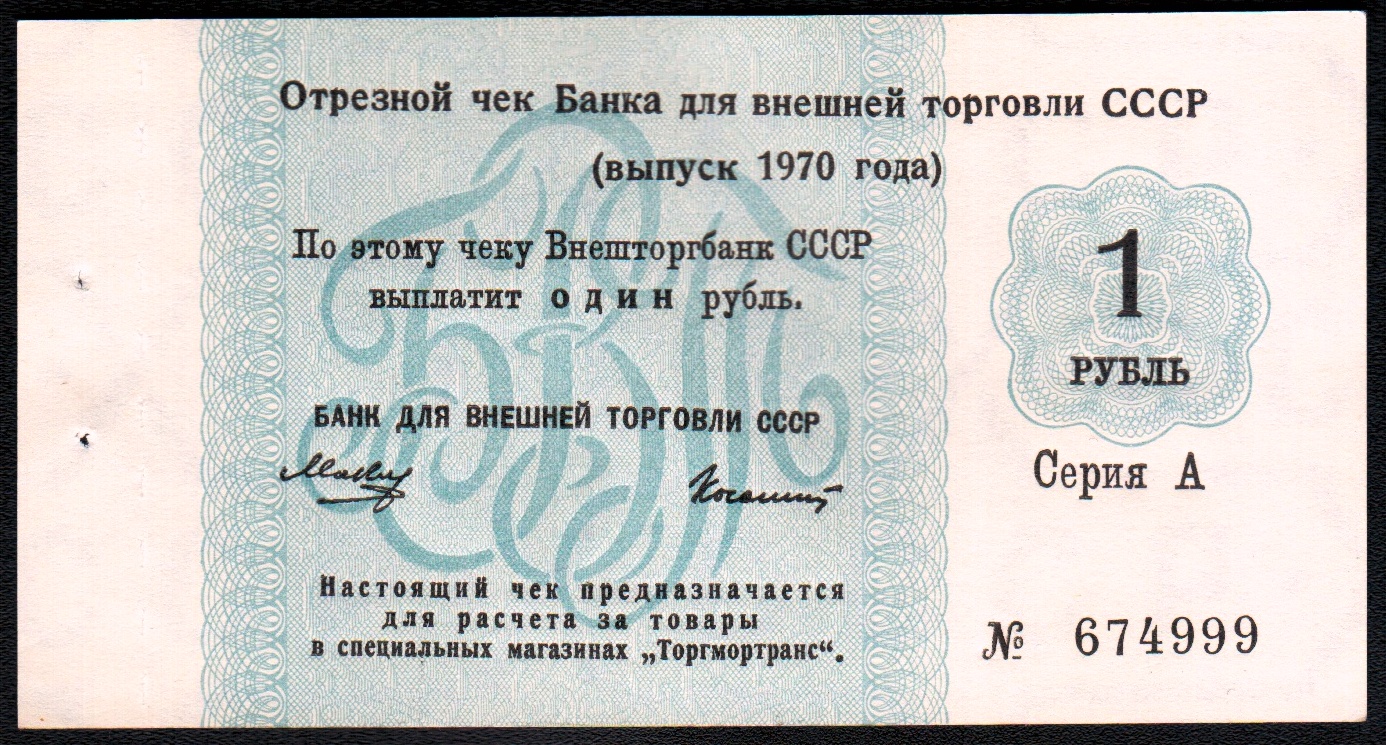 Отрезной чек Банка для внешней торговли СССР
(выпуск 1970 года)
По этому чеку Внешторгбанк СССР
выплатит один рубль.
1
РУБЛЬ
БАНК ДЛЯ ВНЕШНЕЙ ТОРГОВЛИ СССР
Серия А
Настоящий чек предназначается
для расчета за товары
в специальных магазинах „Торгмортранс“.
№ 674999